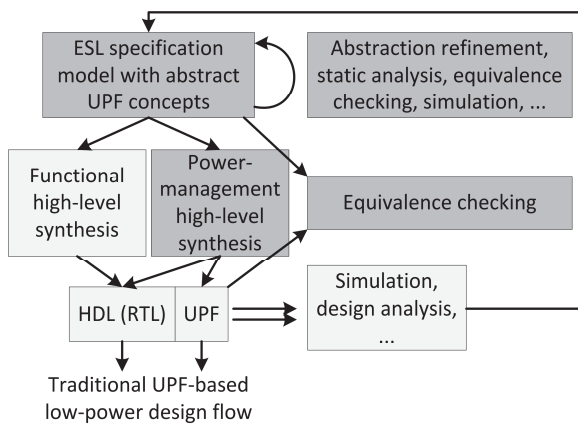 ESL specification
model with abstract
UPF concepts
Abstraction refinement,
static analysis, equivalence
checking, simulation, ...
Functional
high-level
synthesis
Power-
management
high-level
synthesis
Equivalence checking
HDL (RTL)
UPF
Simulation,
design analysis,
...
Traditional UPF-based
low-power design flow